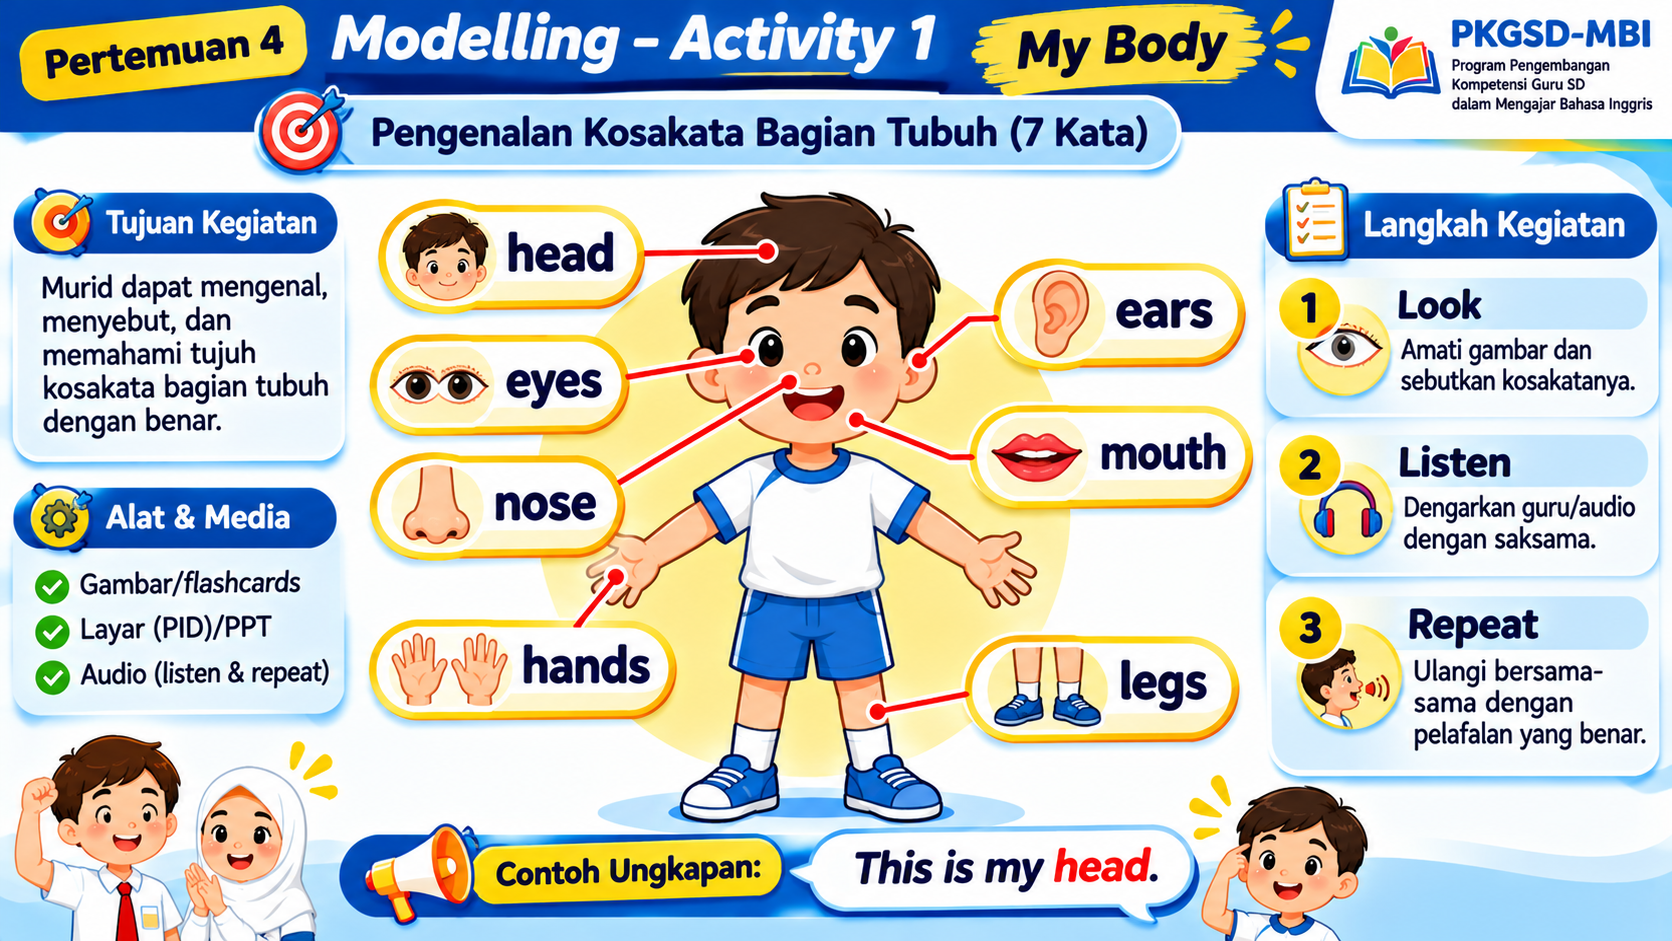 Pertemuan 4
Modelling - Activity 1
My Body
PKGSD-MBI
Program Pengembangan
Kompetensi Guru SD
dalam Mengajar Bahasa Inggris
Pengenalan Kosakata Bagian Tubuh (7 Kata)
Tujuan Kegiatan
Murid dapat mengenal,
menyebut, dan
memahami tujuh
kosakata bagian tubuh
dengan benar.
Alat & Media
Gambar/flashcards
Layar (PID)/PPT
Audio (listen & repeat)
head
eyes
nose
hands
ears
mouth
legs
Langkah Kegiatan
1
Look
Amati gambar dan
sebutkan kosakatanya.
2
Listen
Dengarkan guru/audio
dengan saksama.
3
Repeat
Ulangi bersama-
sama dengan
pelafalan yang benar.
Contoh Ungkapan:
This is my head.